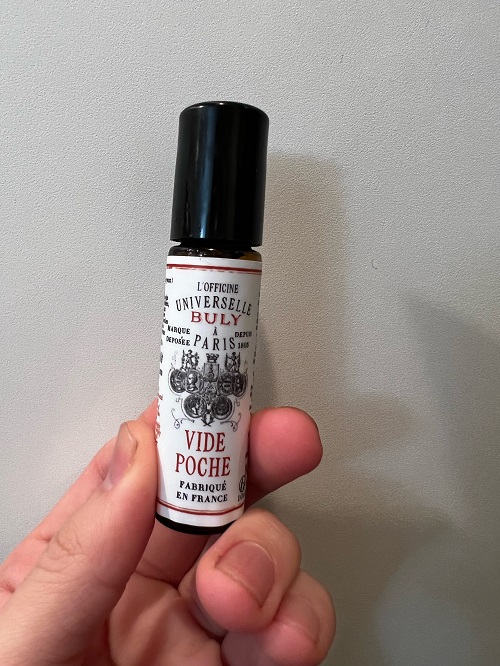 L'OFFICINE
UNIVERSELLE
BULY
À
MARQUE DÉPOSÉE PARIS DEPUIS 1803
VIDE
POCHE
FABRIQUÉ
EN FRANCE